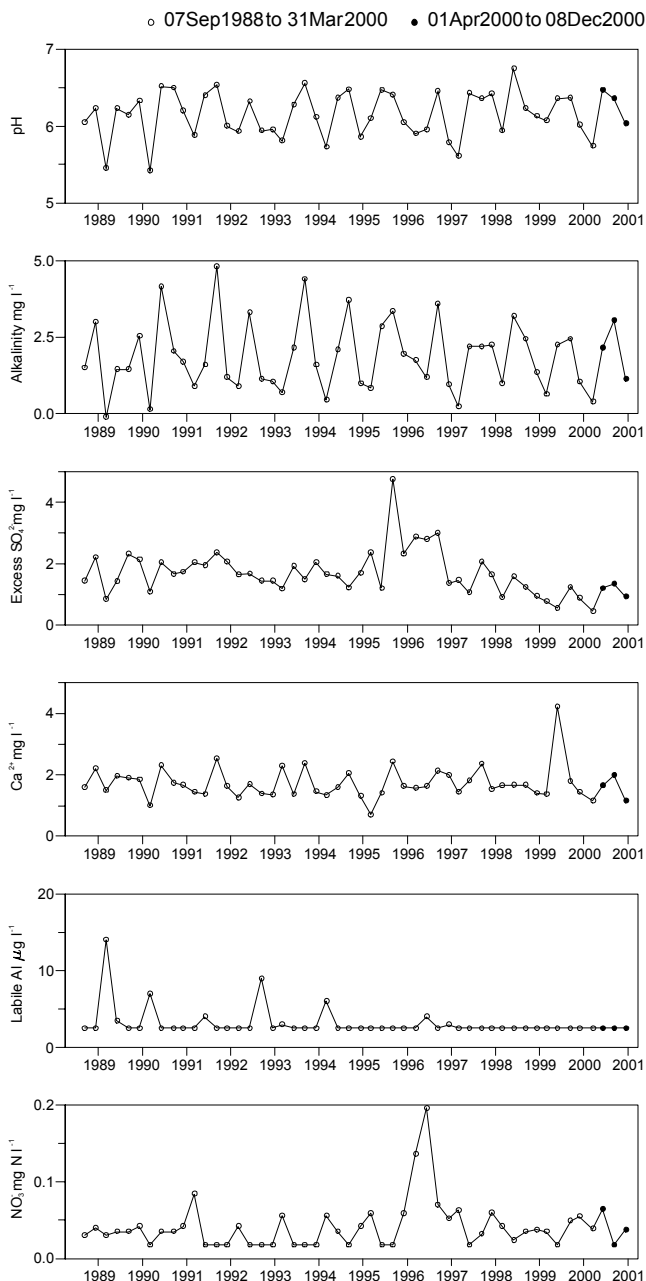 ○ 07Sep1988 to 31Mar2000 ● 01Apr2000 to 08Dec2000
7
6
5
pH
1989 1990 1991 1992 1993 1994 1995 1996 1997 1998 1999 2000 2001
5.0
2.5
0.0
Alkalinity mg l⁻¹
1989 1990 1991 1992 1993 1994 1995 1996 1997 1998 1999 2000 2001
4
2
0
Excess SO₄²⁻ mg l⁻¹
1989 1990 1991 1992 1993 1994 1995 1996 1997 1998 1999 2000 2001
4
2
0
Ca²⁺ mg l⁻¹
1989 1990 1991 1992 1993 1994 1995 1996 1997 1998 1999 2000 2001
20
10
0
Labile Al µg l⁻¹
1989 1990 1991 1992 1993 1994 1995 1996 1997 1998 1999 2000 2001
0.2
0.1
0.0
NO₃⁻ mg N l⁻¹
1989 1990 1991 1992 1993 1994 1995 1996 1997 1998 1999 2000 2001